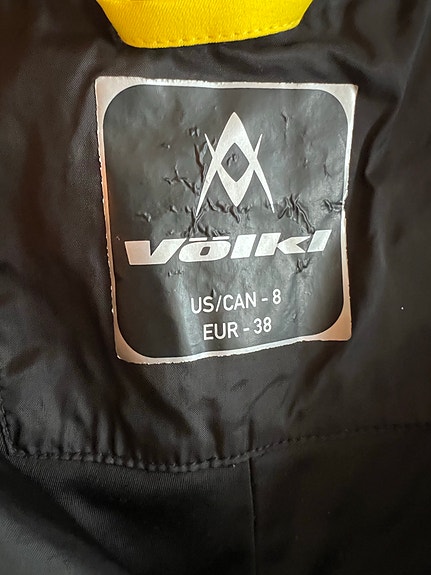 Völkl
US/CAN - 8
EUR - 38